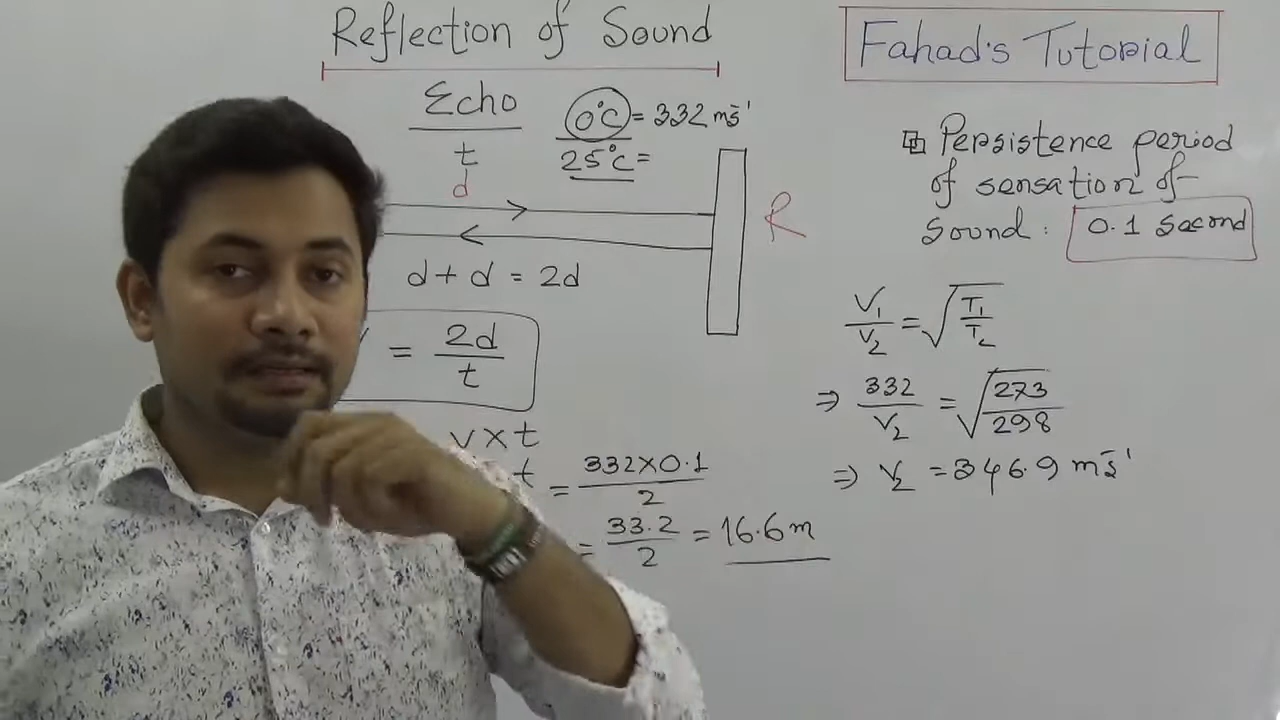 Reflection of Sound
Fahad's Tutorial
Echo
0°C = 332 ms⁻¹
t
25°C =
d
R
d + d = 2d
= 2d/t
v × t
t = 332×0.1/2
= 33.2/2 = 16.6m
Persistence period
of sensation of
Sound : 0.1 Second
V₁/V₂ = √T₁/T₂
⇒ 332/V₂ = √273/298
⇒ V₂ = 346.9 ms⁻¹